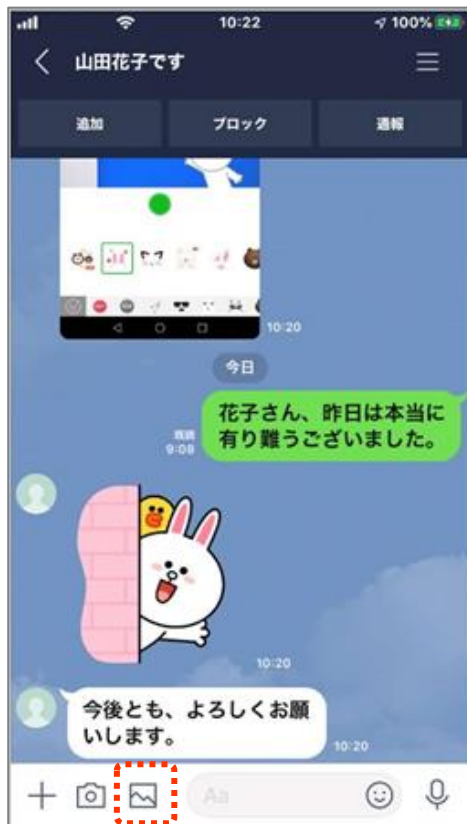 10:22
100%
山田花子です
追加
ブロック
通報
10:20
今日
花子さん、昨日は本当に
有り難うございました。
既読
9:08
10:20
今後とも、よろしくお願
いします。
10:20
Aa